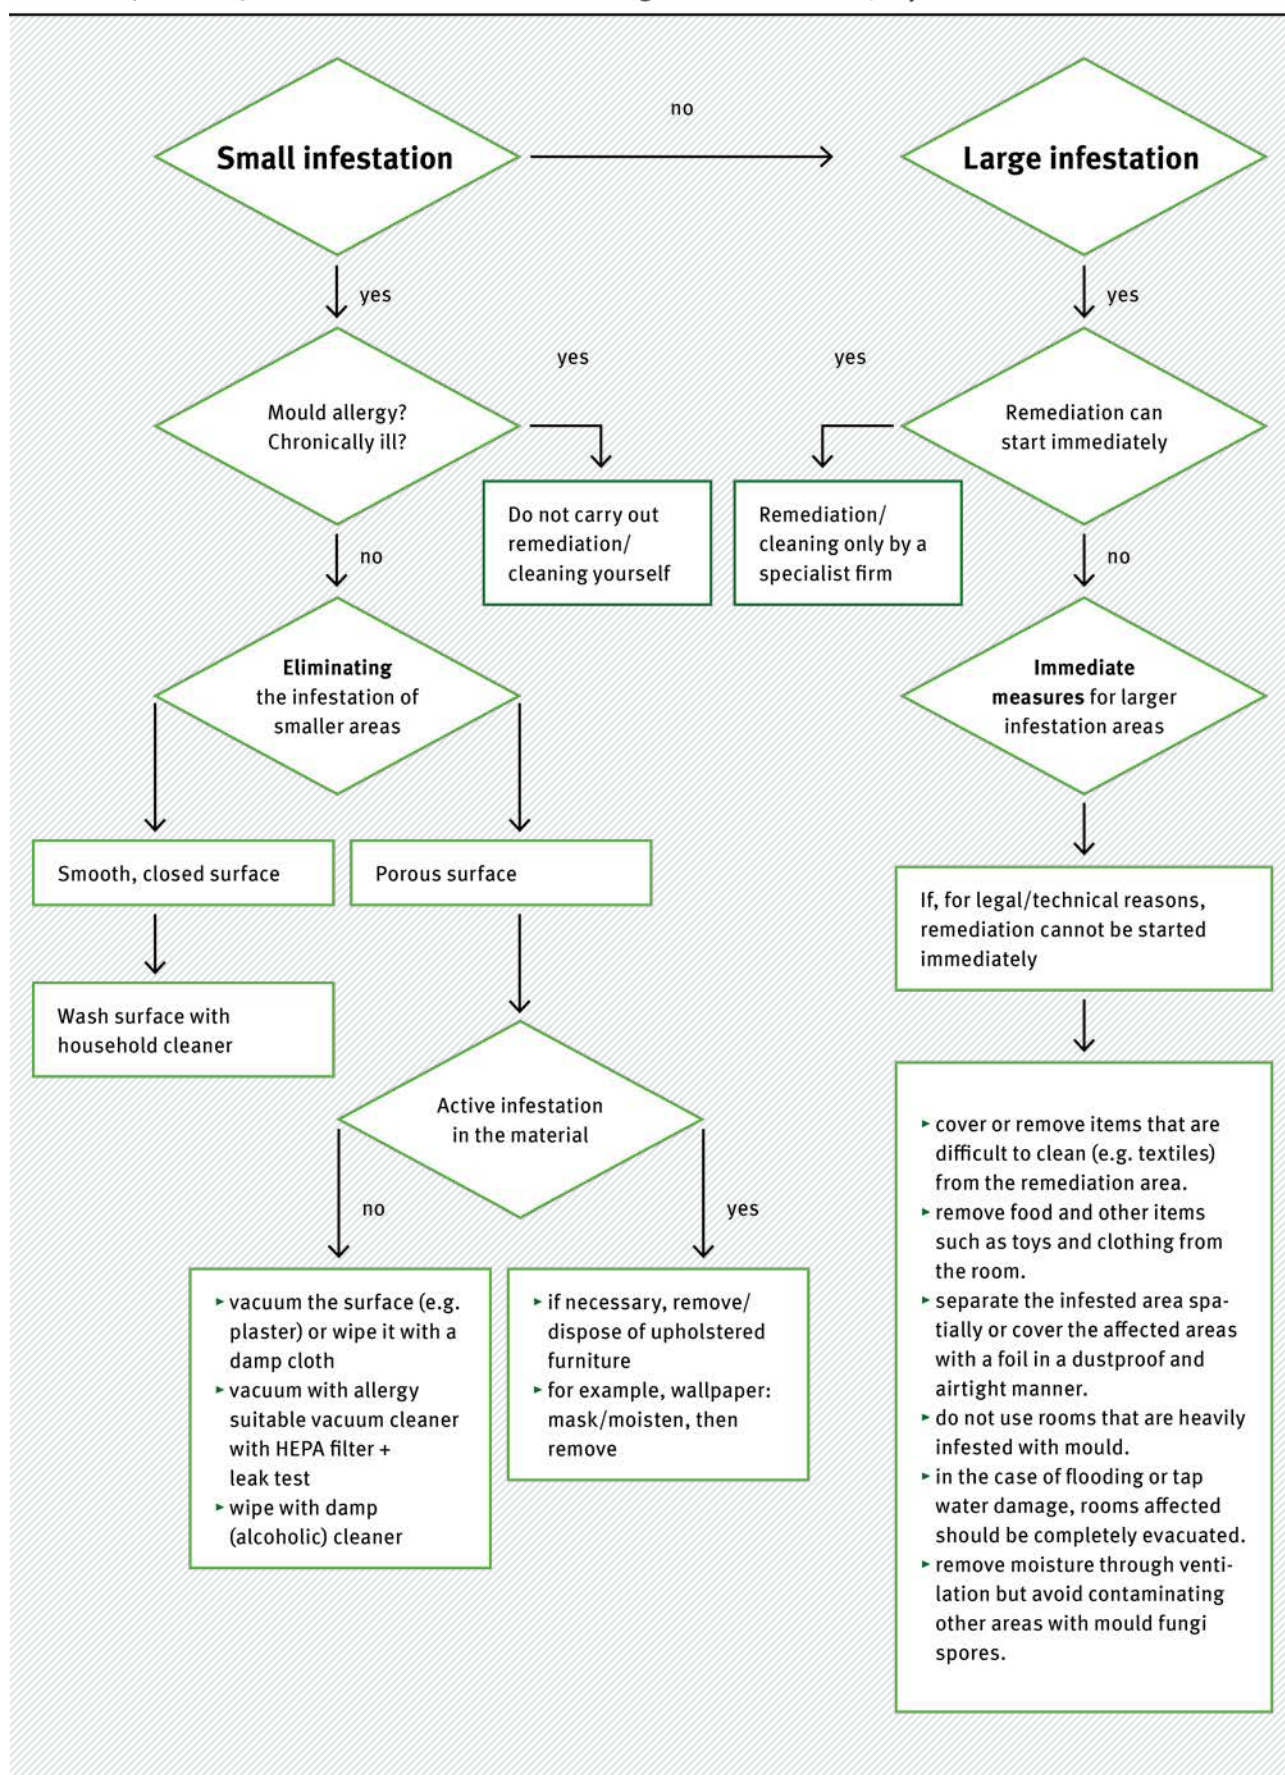 Small infestation
no
Large infestation
yes
yes
Mould allergy?
Chronically ill?
yes
yes
Remediation can
start immediately
Do not carry out
remediation/
cleaning yourself
Remediation/
cleaning only by a
specialist firm
no
no
Eliminating
the infestation of
smaller areas
Immediate
measures for larger
infestation areas
Smooth, closed surface
Porous surface
If, for legal/technical reasons,
remediation cannot be started
immediately
Wash surface with
household cleaner
Active infestation
in the material
no
yes
▸ vacuum the surface (e.g.
plaster) or wipe it with a
damp cloth
▸ vacuum with allergy
suitable vacuum cleaner
with HEPA filter +
leak test
▸ wipe with damp
(alcoholic) cleaner
▸ if necessary, remove/
dispose of upholstered
furniture
▸ for example, wallpaper:
mask/moisten, then
remove
▸ cover or remove items that are
difficult to clean (e.g. textiles)
from the remediation area.
▸ remove food and other items
such as toys and clothing from
the room.
▸ separate the infested area spa-
tially or cover the affected areas
with a foil in a dustproof and
airtight manner.
▸ do not use rooms that are heavily
infested with mould.
▸ in the case of flooding or tap
water damage, rooms affected
should be completely evacuated.
▸ remove moisture through venti-
lation but avoid contaminating
other areas with mould fungi
spores.